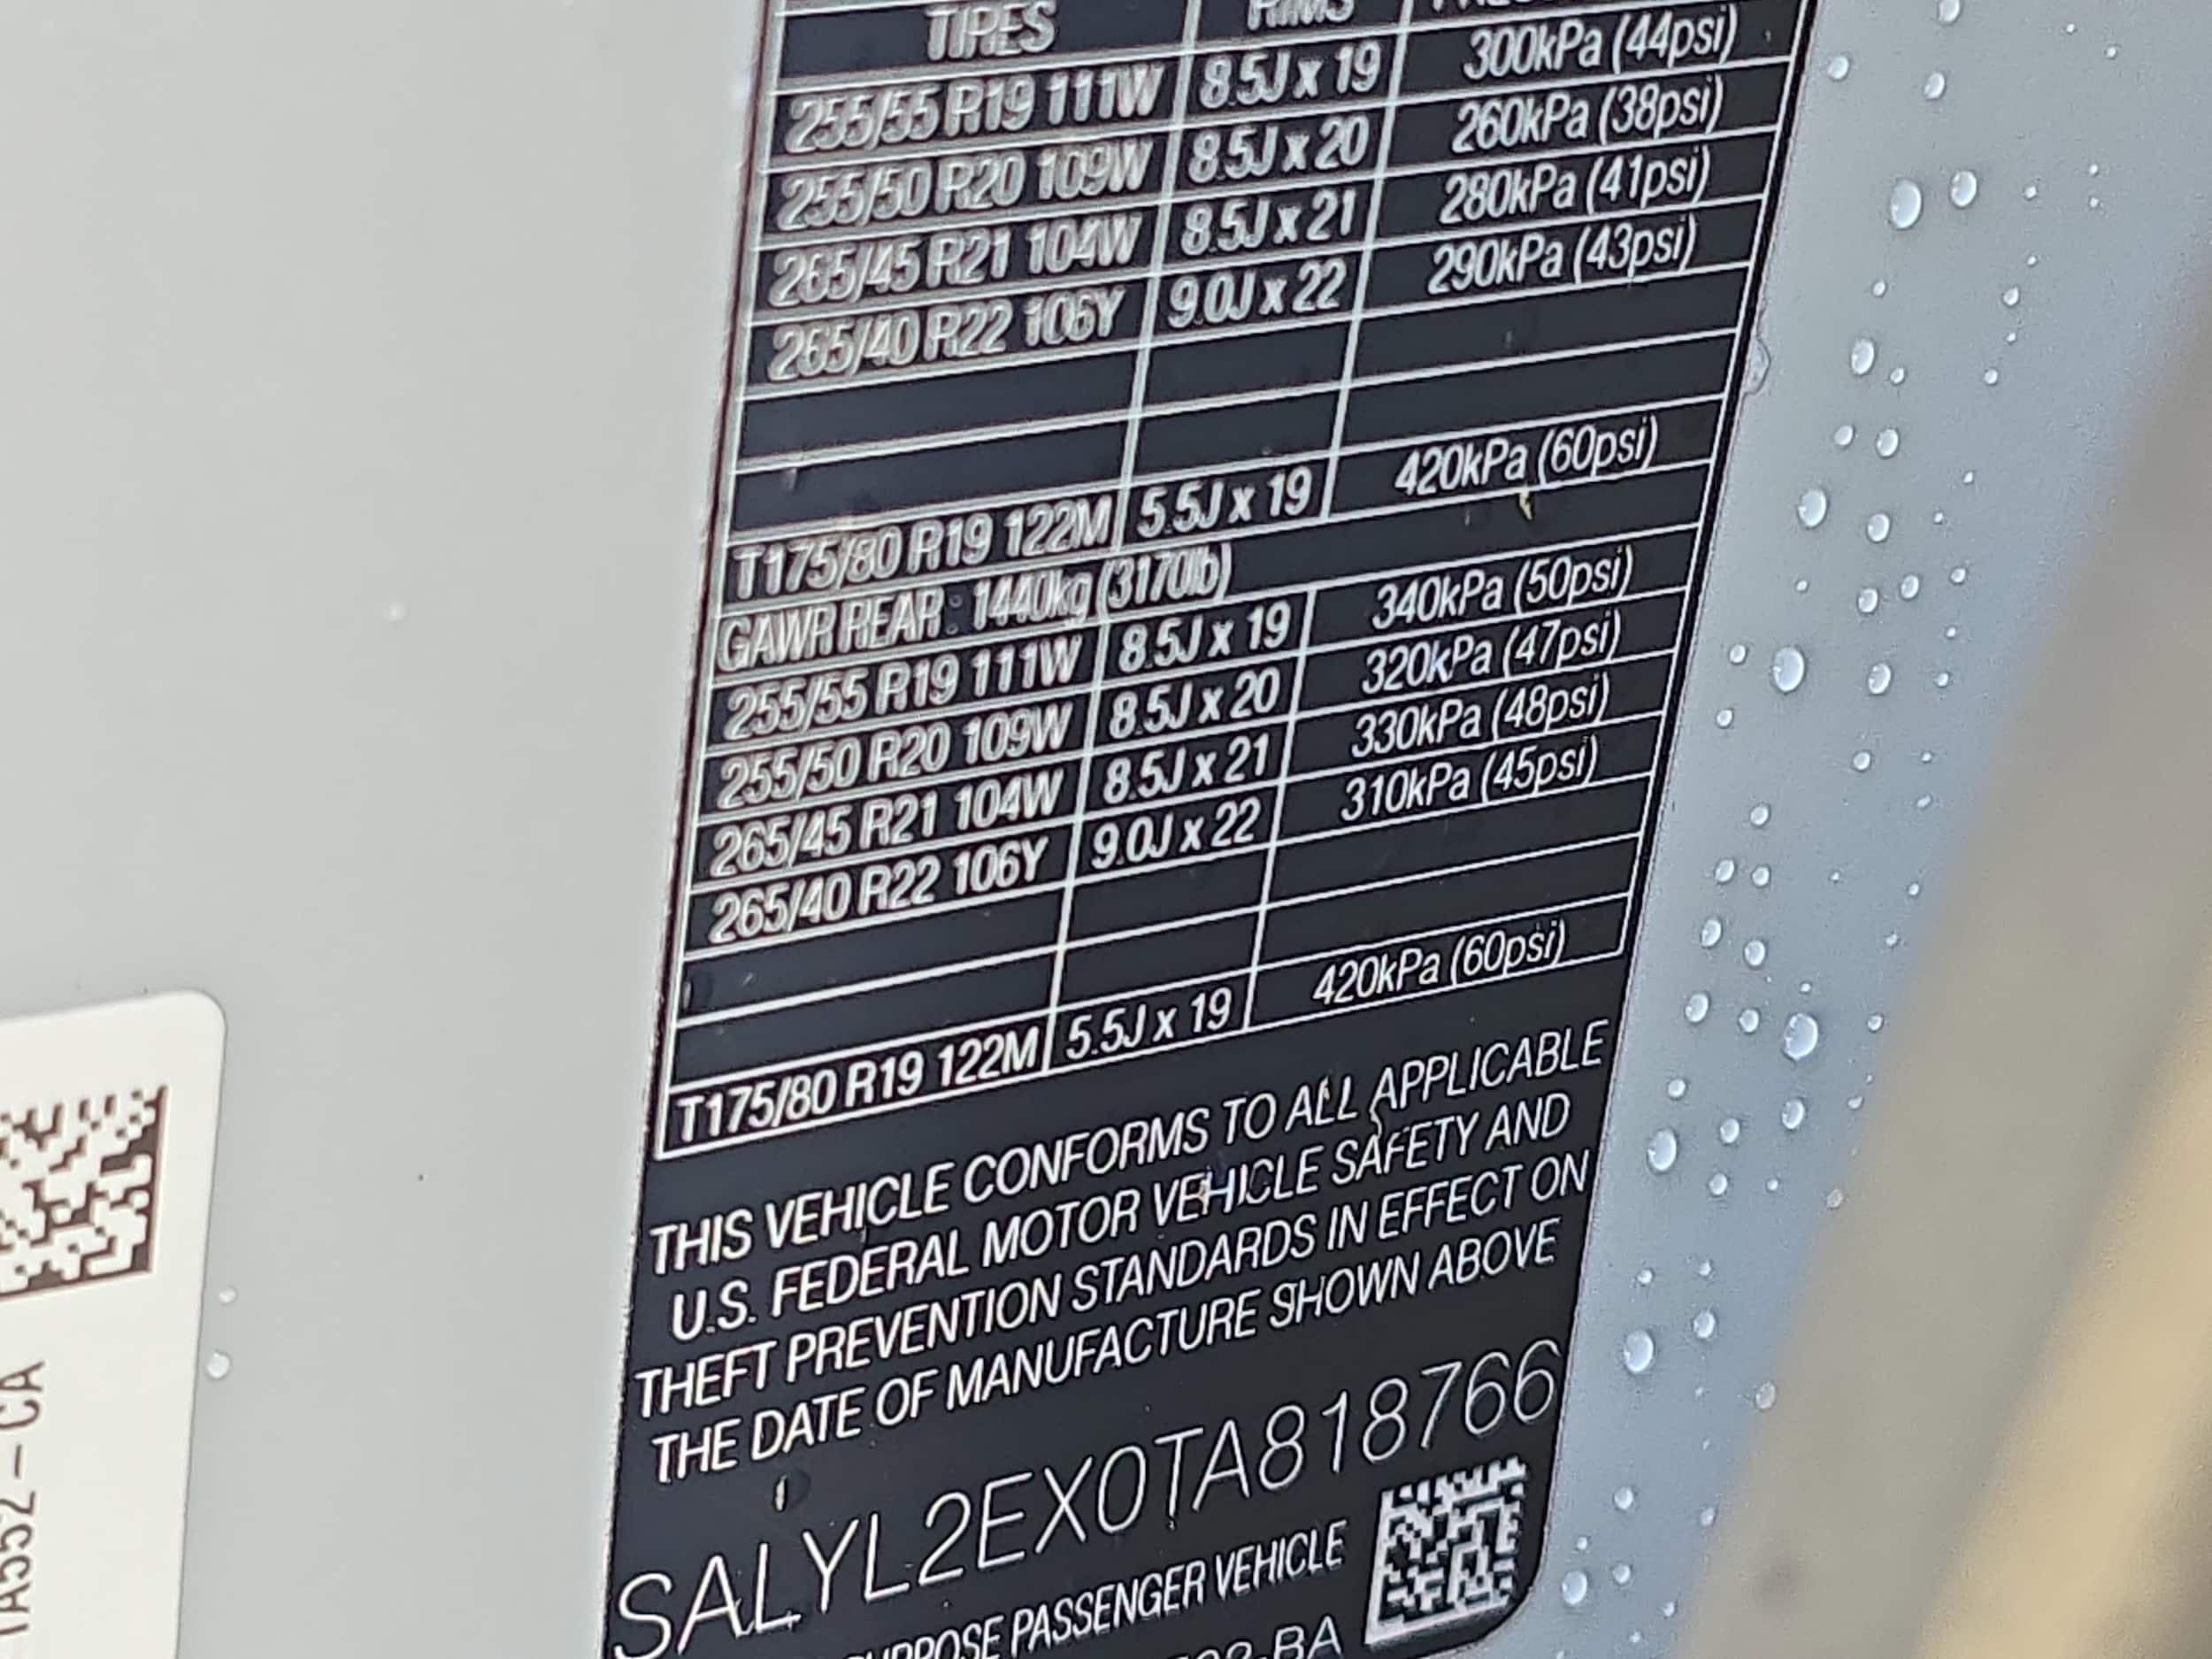 TIRES RIMS
255/55 R19 111W 8.5J x 19 300kPa (44psi)
255/50 R20 109W 8.5J x 20 260kPa (38psi)
265/45 R21 104W 8.5J x 21 280kPa (41psi)
265/40 R22 106Y 9.0J x 22 290kPa (43psi)
T175/80 R19 122M 5.5J x 19 420kPa (60psi)
GAWR REAR : 1440kg (3170lb)
255/55 R19 111W 8.5J x 19 340kPa (50psi)
255/50 R20 109W 8.5J x 20 320kPa (47psi)
265/45 R21 104W 8.5J x 21 330kPa (48psi)
265/40 R22 106Y 9.0J x 22 310kPa (45psi)
T175/80 R19 122M 5.5J x 19 420kPa (60psi)
THIS VEHICLE CONFORMS TO ALL APPLICABLE
U.S. FEDERAL MOTOR VEHICLE SAFETY AND
THEFT PREVENTION STANDARDS IN EFFECT ON
THE DATE OF MANUFACTURE SHOWN ABOVE
SALYL2EX0TA818766
PASSENGER VEHICLE
-BA
1A552-CA